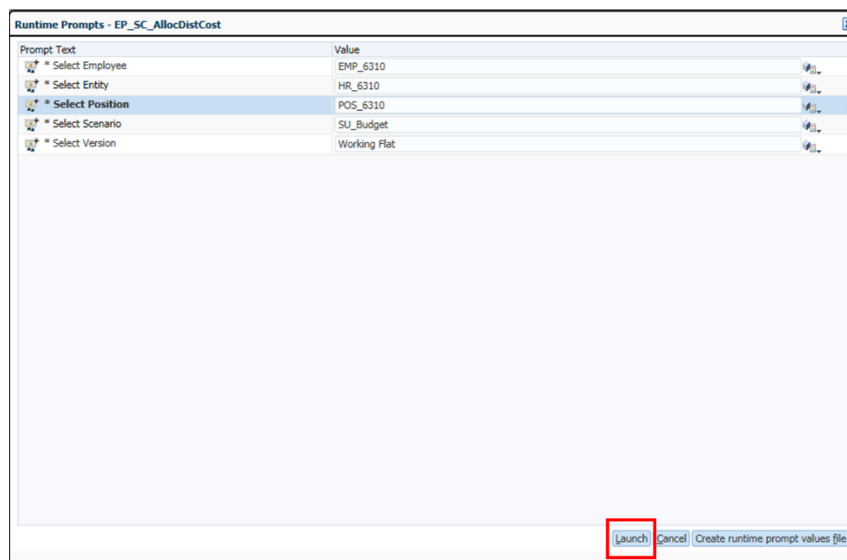 Runtime Prompts - EP_SC_AllocDistCost
Prompt Text Value
* Select Employee EMP_6310
* Select Entity HR_6310
* Select Position POS_6310
* Select Scenario SU_Budget
* Select Version Working Flat
Launch Cancel Create runtime prompt values file